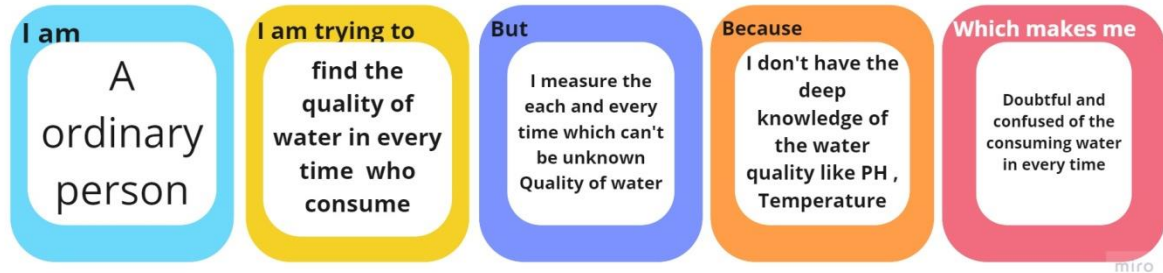 I am
A
ordinary
person
I am trying to
find the
quality of
water in every
time who
consume
But
I measure the
each and every
time which can't
be unknown
Quality of water
Because
I don't have the
deep
knowledge of
the water
quality like PH ,
Temperature
Which makes me
Doubtful and
confused of the
consuming water
in every time
miro